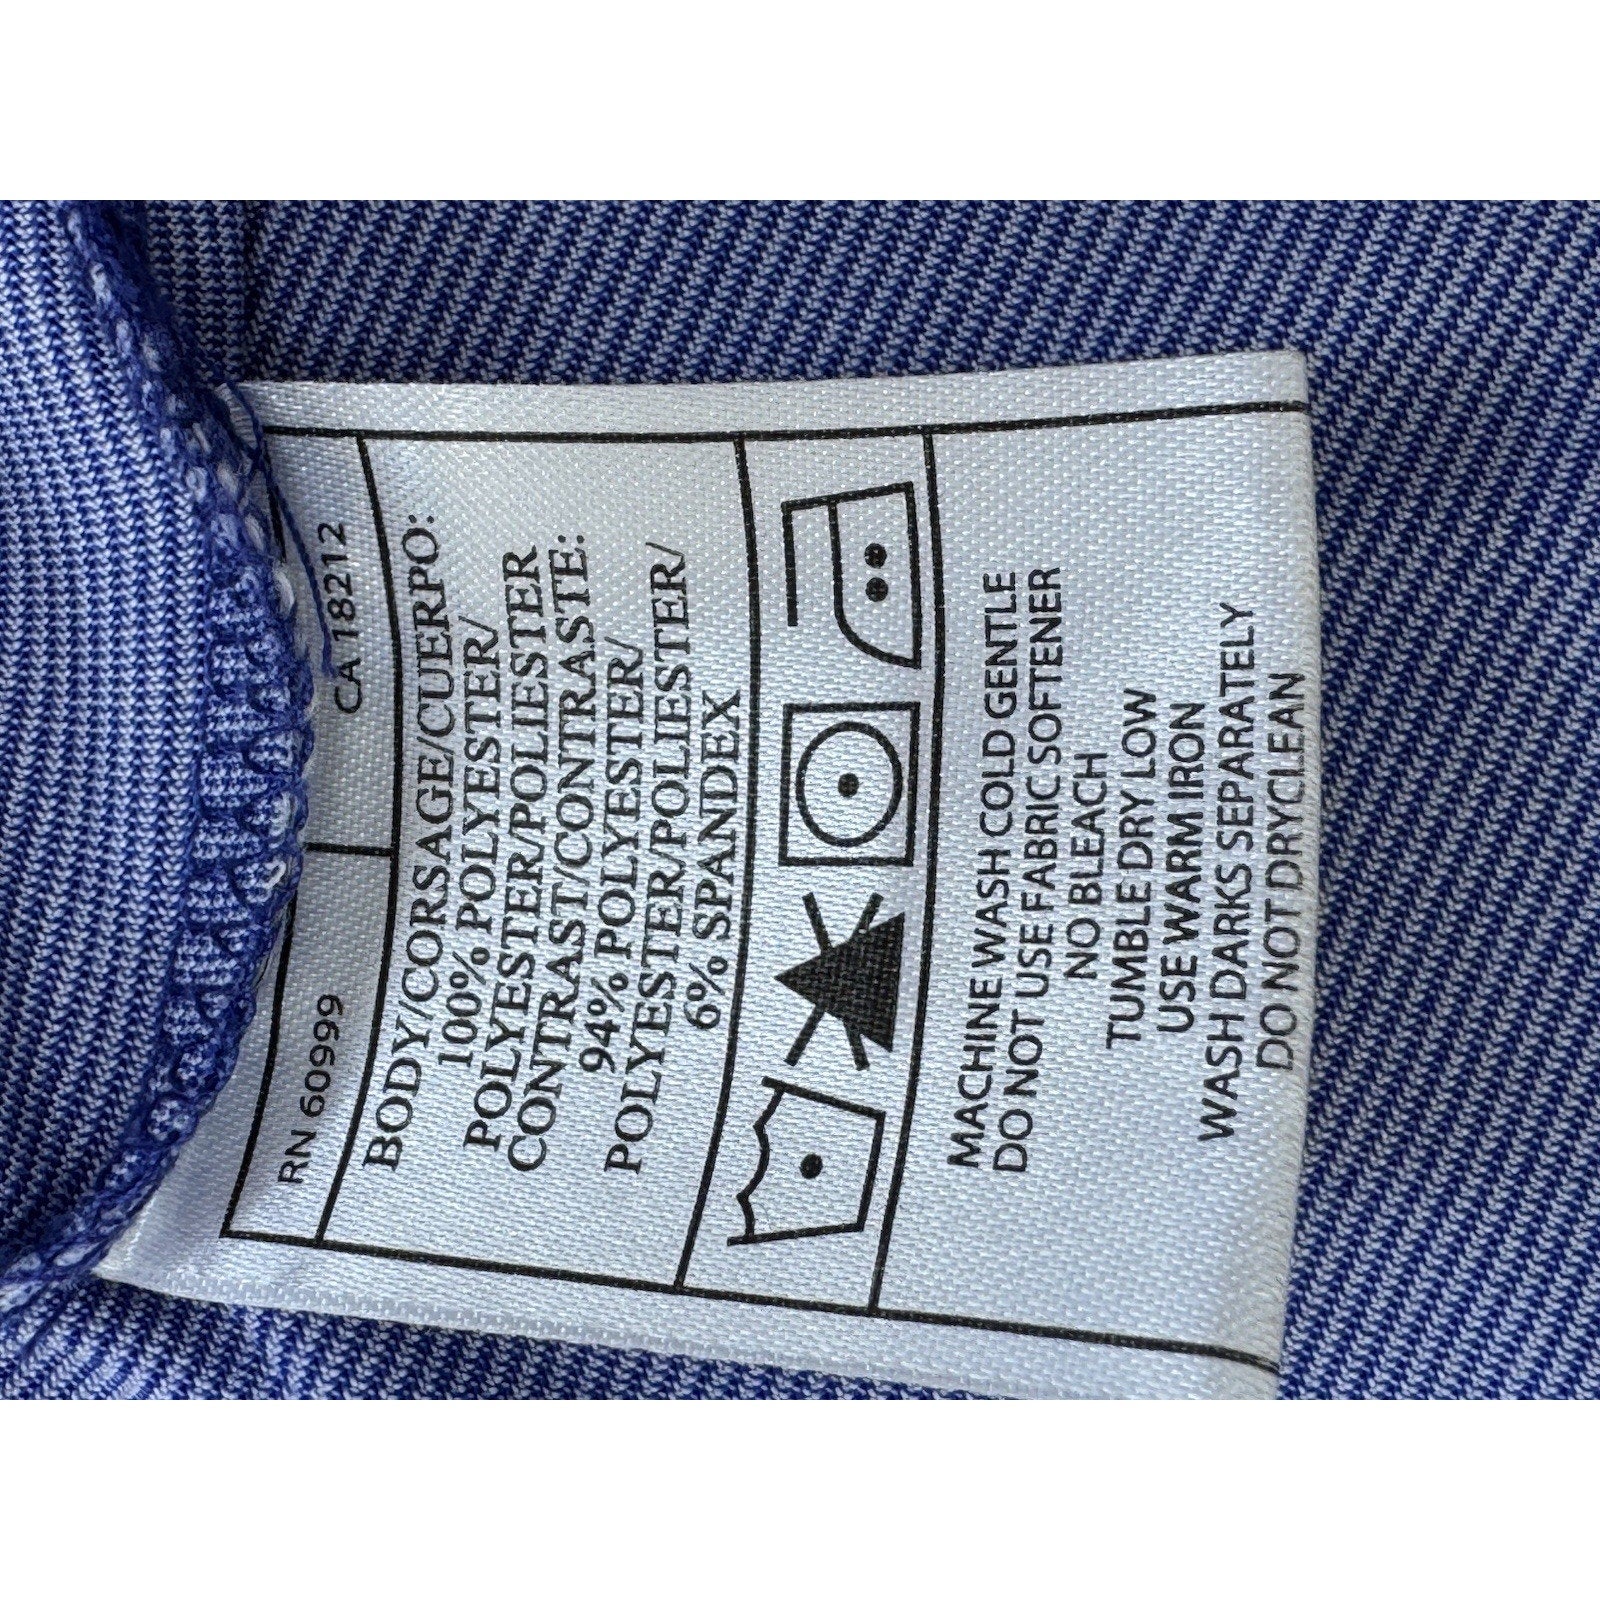 RN 60999 CA 18212
BODY/CORSAGE/CUERPO:
100% POLYESTER/
POLYESTER/POLIESTER
CONTRAST/CONTRASTE:
94% POLYESTER/
POLYESTER/POLIESTER/
6% SPANDEX
MACHINE WASH COLD GENTLE
DO NOT USE FABRIC SOFTENER
NO BLEACH
TUMBLE DRY LOW
USE WARM IRON
WASH DARKS SEPARATELY
DO NOT DRYCLEAN